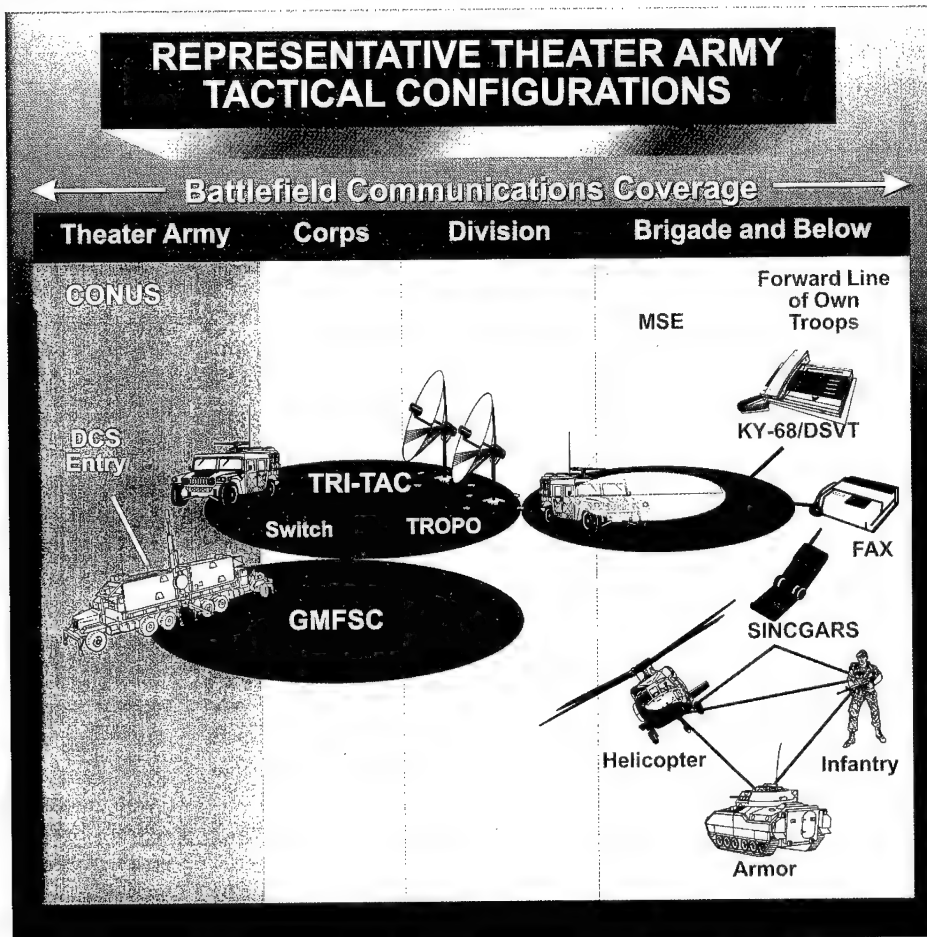 REPRESENTATIVE THEATER ARMY
TACTICAL CONFIGURATIONS
Battlefield Communications Coverage
Theater Army Corps Division Brigade and Below
CONUS
MSE
Forward Line
of Own
Troops
KY-68/DSVT
DCS
Entry
TRI-TAC
Switch TROPO
FAX
GMFSC
SINCGARS
Helicopter
Infantry
Armor